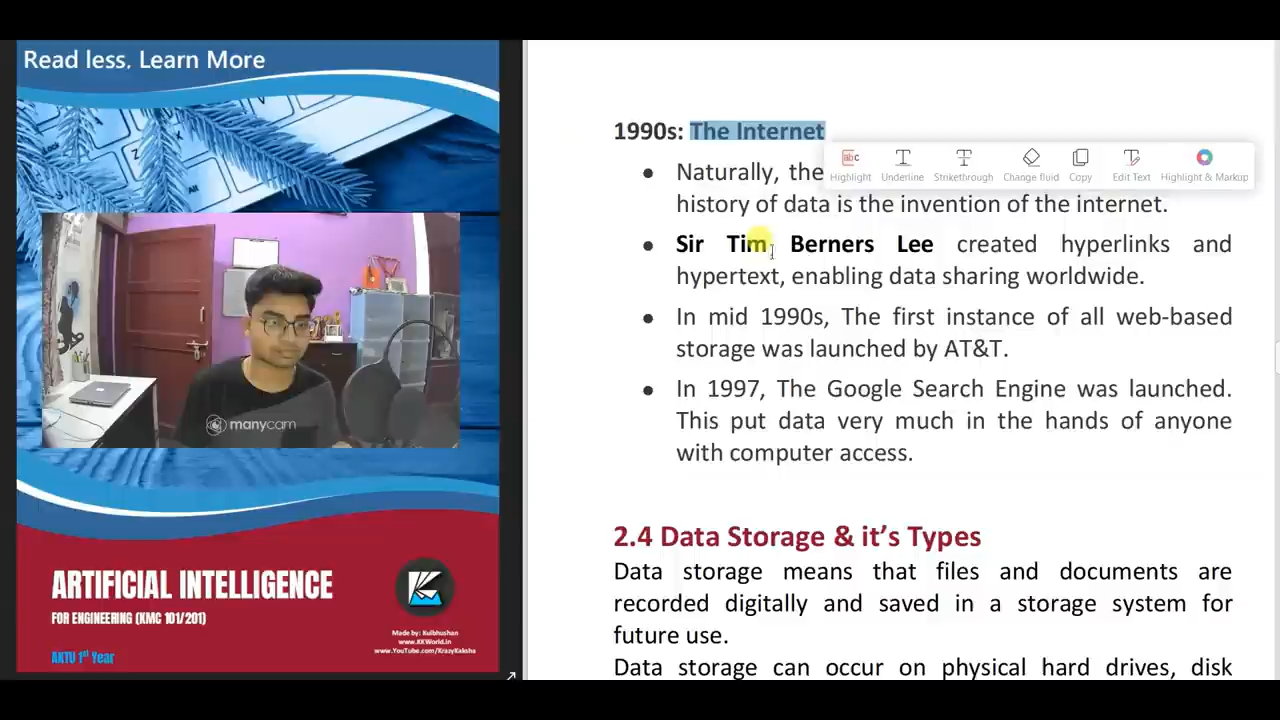 Read less. Learn More
manycam
ARTIFICIAL INTELLIGENCE
FOR ENGINEERING (KMC 101/201)
AKTU 1st Year
Made by: Kulbhushan
www.KKWorld.in
www.YouTube.com/KrazyKaksha
1990s: The Internet
Highlight Underline Strikethrough Change fluid Copy Edit Text Highlight & Markup
Naturally, the
history of data is the invention of the internet.
Sir Tim Berners Lee created hyperlinks and
hypertext, enabling data sharing worldwide.
In mid 1990s, The first instance of all web-based
storage was launched by AT&T.
In 1997, The Google Search Engine was launched.
This put data very much in the hands of anyone
with computer access.
2.4 Data Storage & it's Types
Data storage means that files and documents are
recorded digitally and saved in a storage system for
future use.
Data storage can occur on physical hard drives, disk